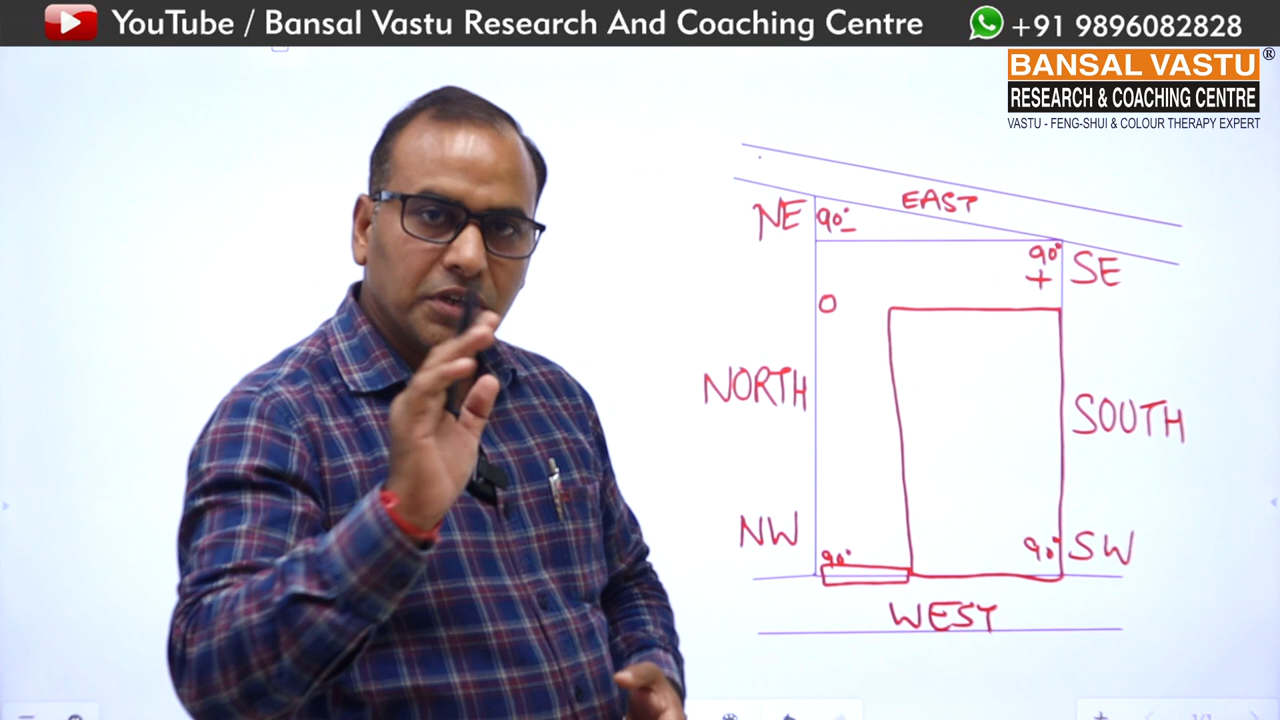 YouTube / Bansal Vastu Research And Coaching Centre
+91 9896082828
BANSAL VASTU®
RESEARCH & COACHING CENTRE
VASTU - FENG-SHUI & COLOUR THERAPY EXPERT
EAST
NE
90°
90°
+
SE
O
NORTH
SOUTH
NW
90°
90°
SW
WEST